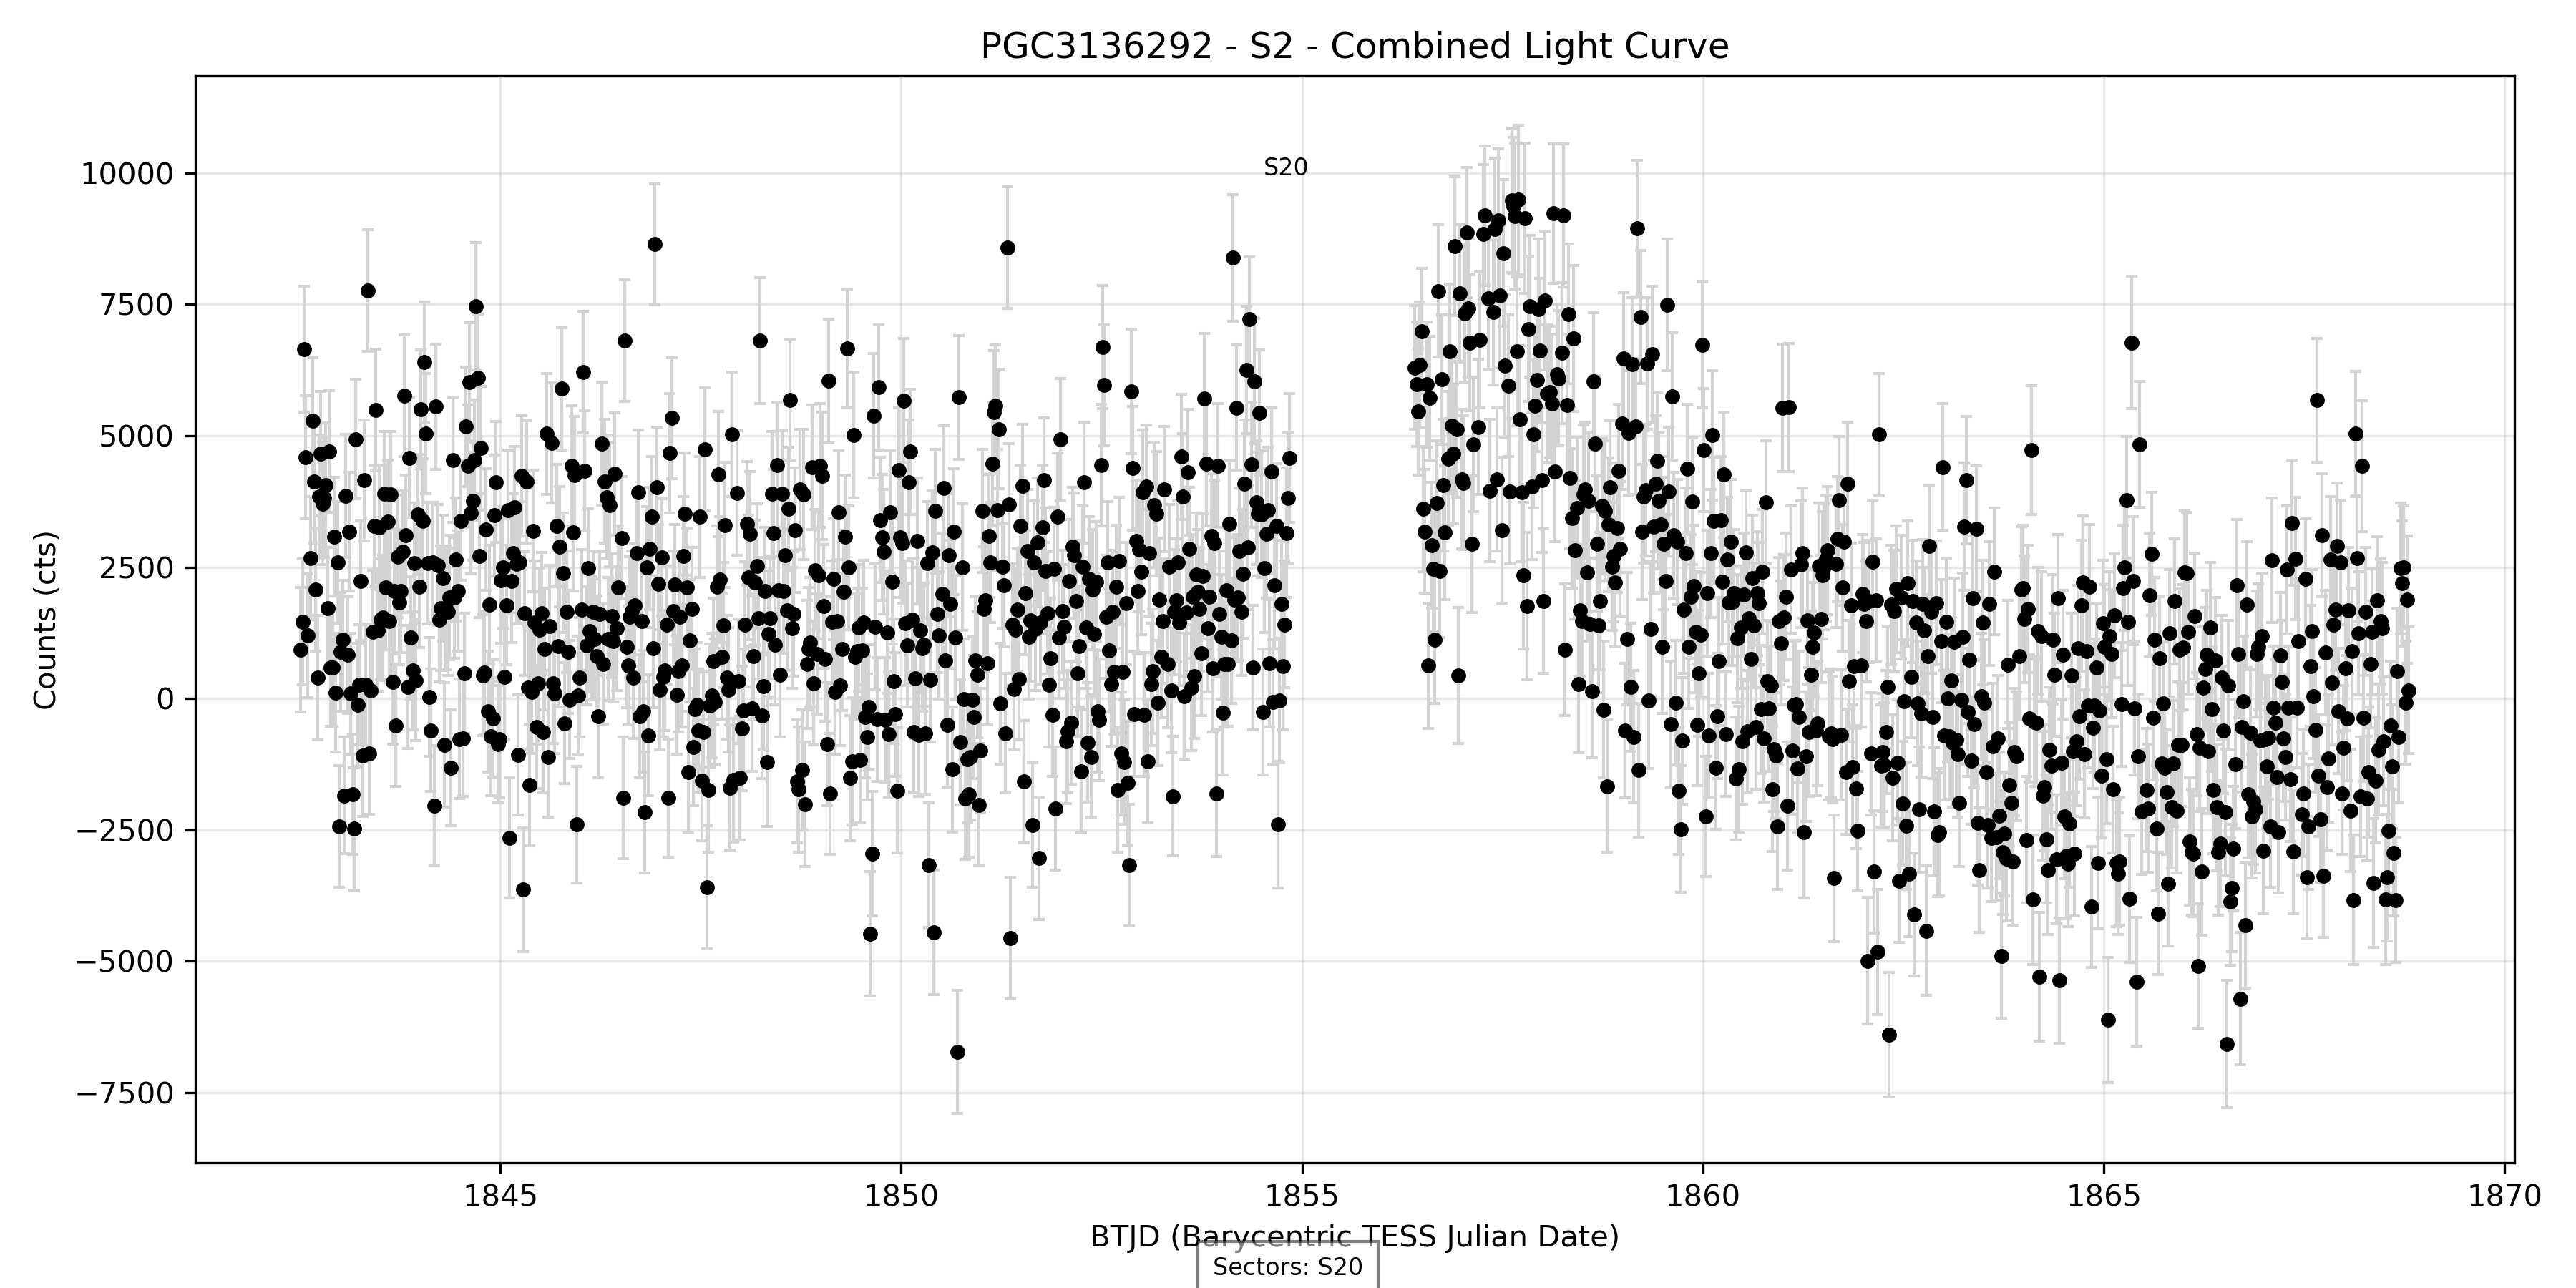 PGC3136292 - S2 - Combined Light Curve
Counts (cts)
10000
7500
5000
2500
0
−2500
−5000
−7500
S20
1845
1850
1855
1860
1865
1870
BTJD (Barycentric TESS Julian Date)
Sectors: S20